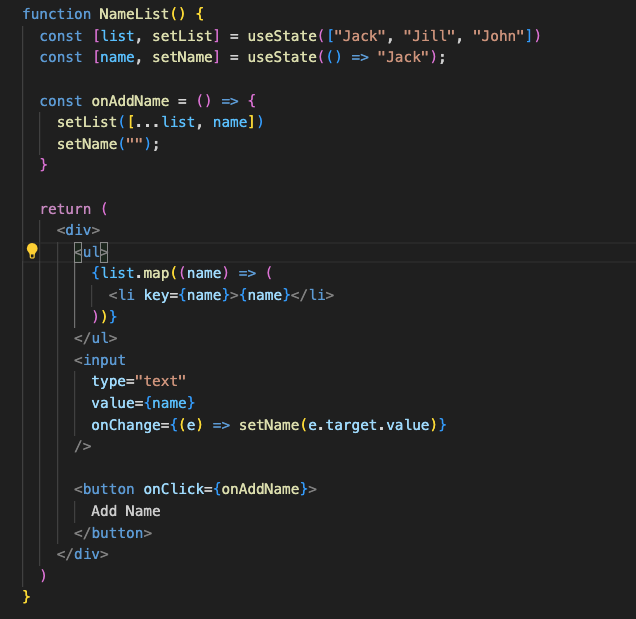 function NameList() {
const [list, setList] = useState(["Jack", "Jill", "John"])
const [name, setName] = useState(() => "Jack");
const onAddName = () => {
setList([...list, name])
setName("");
}
return (
<div>
<ul>
{list.map((name) => (
<li key={name}>{name}</li>
))}
</ul>
<input
type="text"
value={name}
onChange={(e) => setName(e.target.value)}
/>
<button onClick={onAddName}>
Add Name
</button>
</div>
)
}